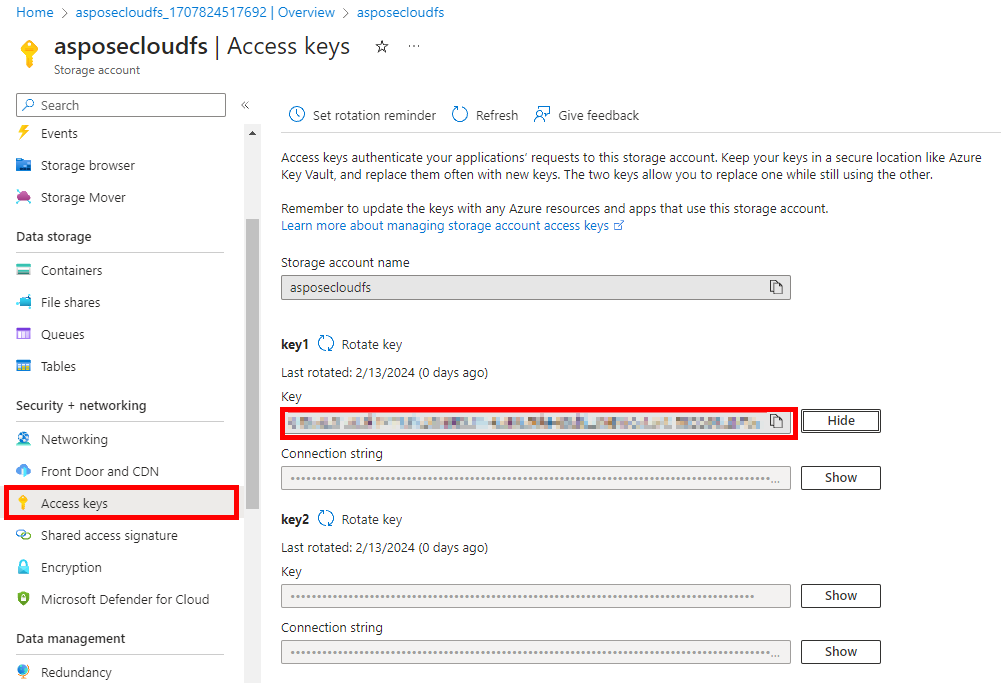 Home > asposecloudfs_1707824517692 | Overview > asposecloudfs
asposecloudfs | Access keys
Storage account
Search
Events
Storage browser
Storage Mover
Data storage
Containers
File shares
Queues
Tables
Security + networking
Networking
Front Door and CDN
Access keys
Shared access signature
Encryption
Microsoft Defender for Cloud
Data management
Redundancy
Set rotation reminder Refresh Give feedback
Access keys authenticate your applications' requests to this storage account. Keep your keys in a secure location like Azure
Key Vault, and replace them often with new keys. The two keys allow you to replace one while still using the other.
Remember to update the keys with any Azure resources and apps that use this storage account.
Learn more about managing storage account access keys
Storage account name
asposecloudfs
key1 Rotate key
Last rotated: 2/13/2024 (0 days ago)
Key
Hide
Connection string
Show
key2 Rotate key
Last rotated: 2/13/2024 (0 days ago)
Key
Show
Connection string
Show